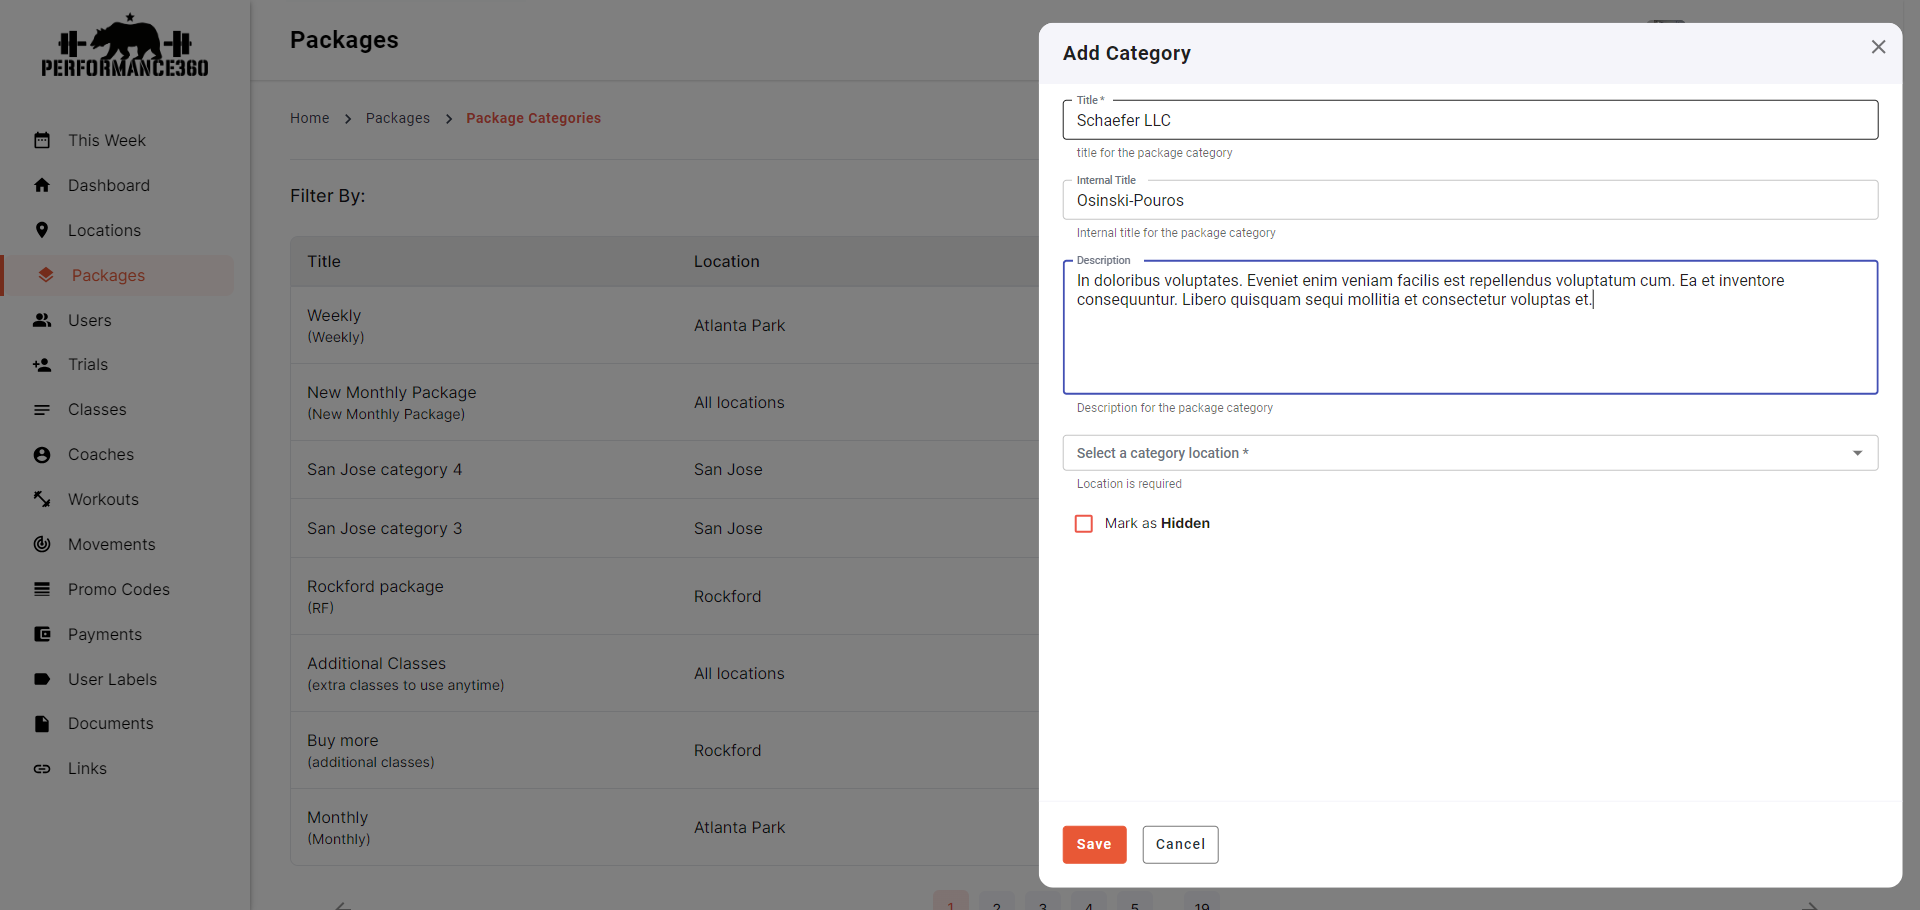 PERFORMANCE360
This Week
Dashboard
Locations
Packages
Users
Trials
Classes
Coaches
Workouts
Movements
Promo Codes
Payments
User Labels
Documents
Links
Packages
Home > Packages > Package Categories
Filter By:
Title Location
Weekly
(Weekly)
Atlanta Park
New Monthly Package
(New Monthly Package)
All locations
San Jose category 4
San Jose
San Jose category 3
San Jose
Rockford package
(RF)
Rockford
Additional Classes
(extra classes to use anytime)
All locations
Buy more
(additional classes)
Rockford
Monthly
(Monthly)
Atlanta Park
1 2 3 4 5 19
Add Category
Title *
Schaefer LLC
title for the package category
Internal Title
Osinski-Pouros
Internal title for the package category
Description
In doloribus voluptates. Eveniet enim veniam facilis est repellendus voluptatum cum. Ea et inventore
consequuntur. Libero quisquam sequi mollitia et consectetur voluptas et.
Description for the package category
Select a category location *
Location is required
Mark as Hidden
Save
Cancel